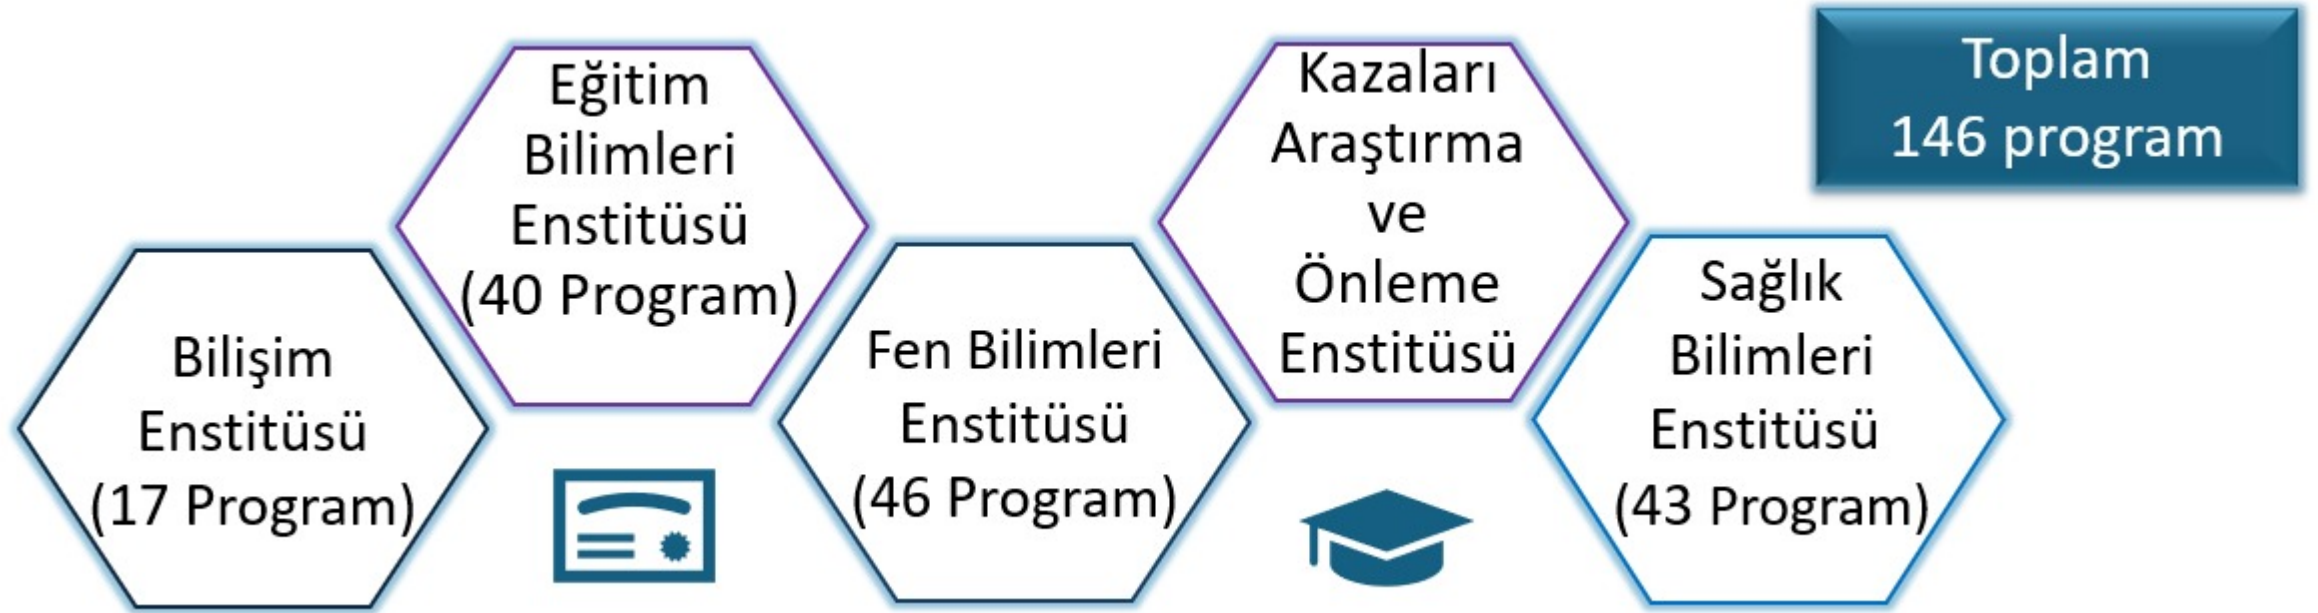 Bilişim
Enstitüsü
(17 Program)
Eğitim
Bilimleri
Enstitüsü
(40 Program)
Fen Bilimleri
Enstitüsü
(46 Program)
Kazaları
Araştırma
ve
Önleme
Enstitüsü
Sağlık
Bilimleri
Enstitüsü
(43 Program)
Toplam
146 program